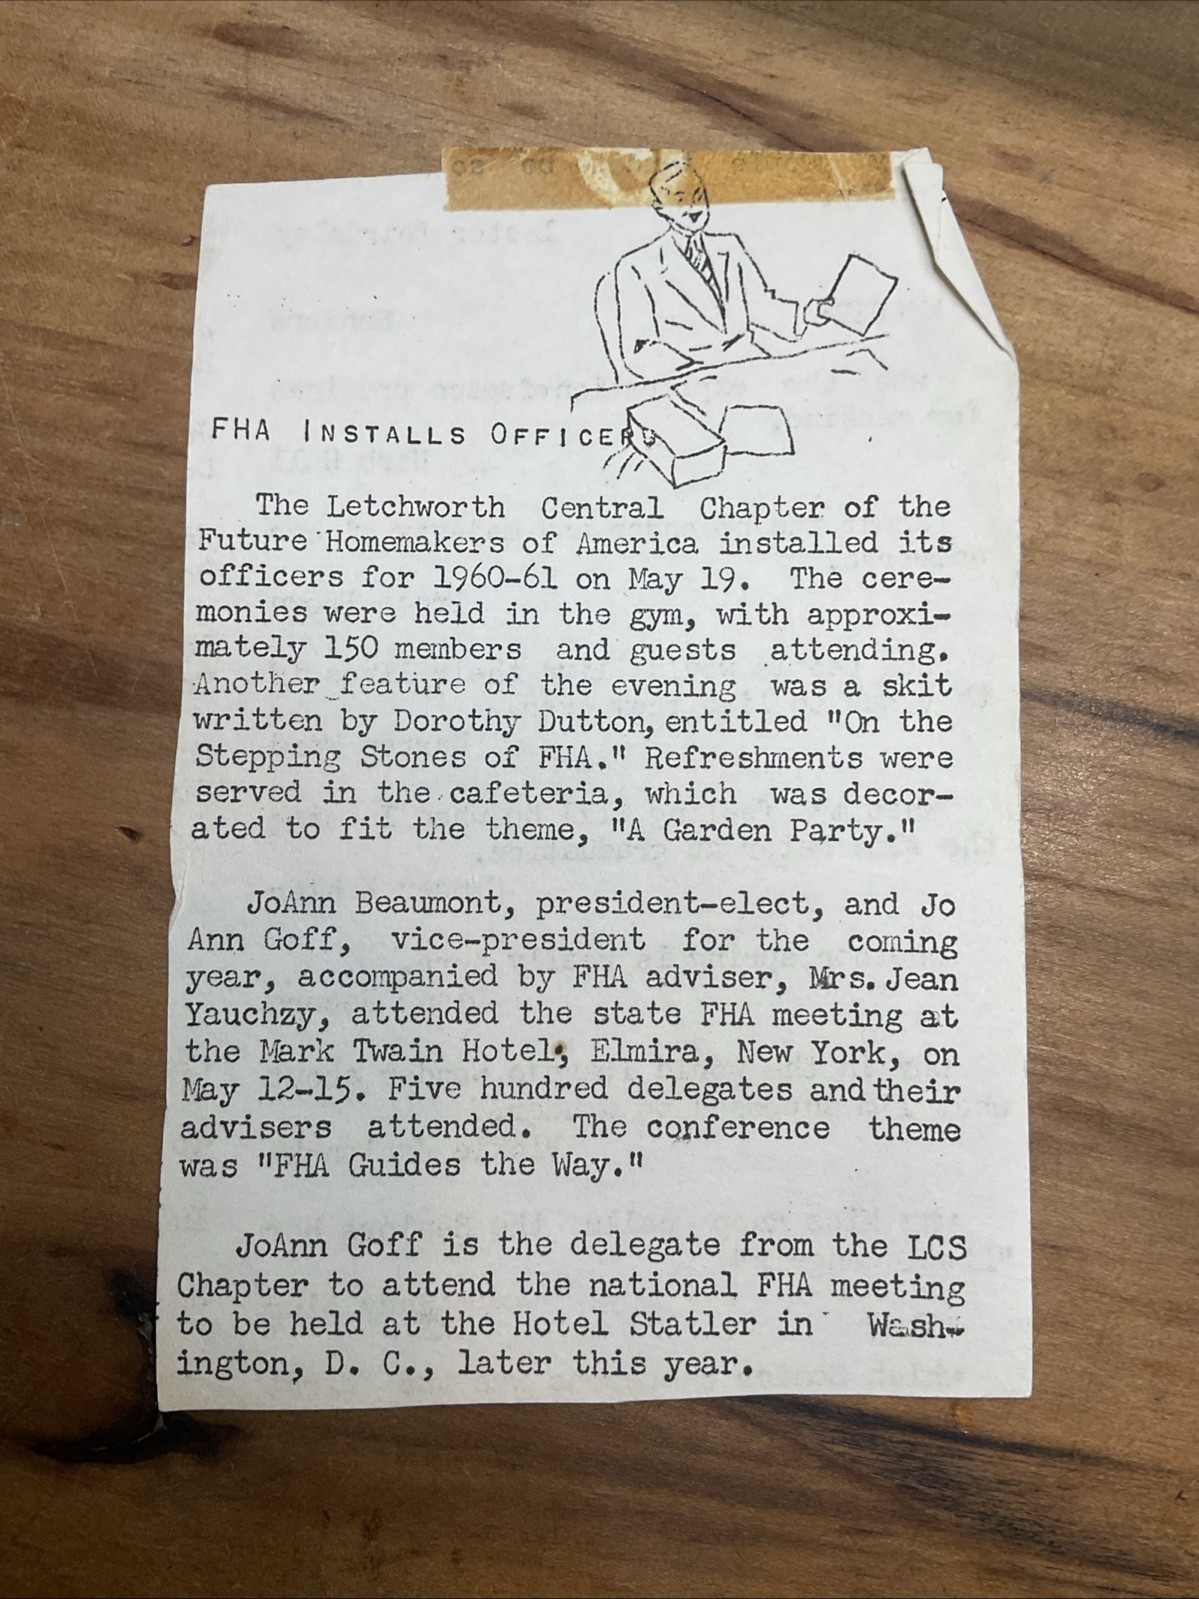 FHA INSTALLS OFFICERS
The Letchworth Central Chapter of the
Future Homemakers of America installed its
officers for 1960-61 on May 19. The cere-
monies were held in the gym, with approxi-
mately 150 members and guests attending.
Another feature of the evening was a skit
written by Dorothy Dutton, entitled "On the
Stepping Stones of FHA." Refreshments were
served in the cafeteria, which was decor-
ated to fit the theme, "A Garden Party."
JoAnn Beaumont, president-elect, and Jo
Ann Goff, vice-president for the coming
year, accompanied by FHA adviser, Mrs. Jean
Yauchzy, attended the state FHA meeting at
the Mark Twain Hotel, Elmira, New York, on
May 12-15. Five hundred delegates and their
advisers attended. The conference theme
was "FHA Guides the Way."
JoAnn Goff is the delegate from the LCS
Chapter to attend the national FHA meeting
to be held at the Hotel Statler in Wash-
ington, D. C., later this year.